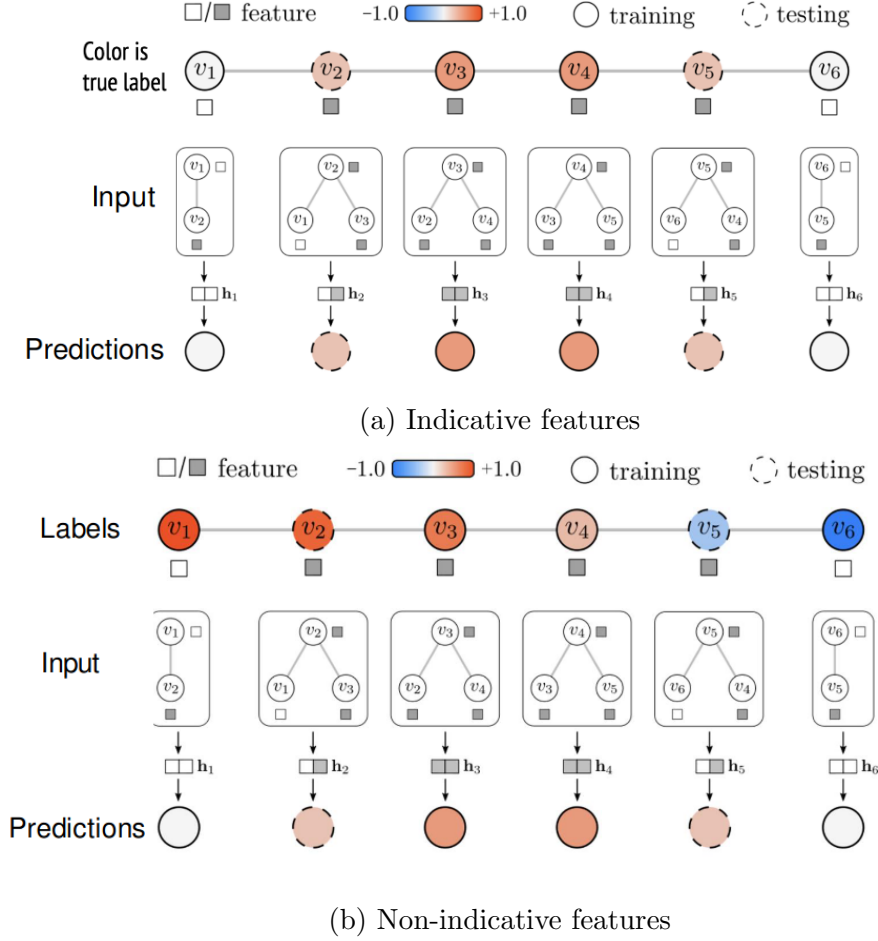 □/■ feature −1.0 +1.0 training testing
Color is
true label
v₁ v₂ v₃ v₄ v₅ v₆
Input
v₁ v₂ v₃ v₄ v₅ v₆
v₂ v₁ v₃ v₂ v₄ v₃ v₅ v₆ v₄ v₅
h₁ h₂ h₃ h₄ h₅ h₆
Predictions
(a) Indicative features
□/■ feature −1.0 +1.0 training testing
Labels v₁ v₂ v₃ v₄ v₅ v₆
Input
v₁ v₂ v₃ v₄ v₅ v₆
v₂ v₁ v₃ v₂ v₄ v₃ v₅ v₆ v₄ v₅
h₁ h₂ h₃ h₄ h₅ h₆
Predictions
(b) Non-indicative features